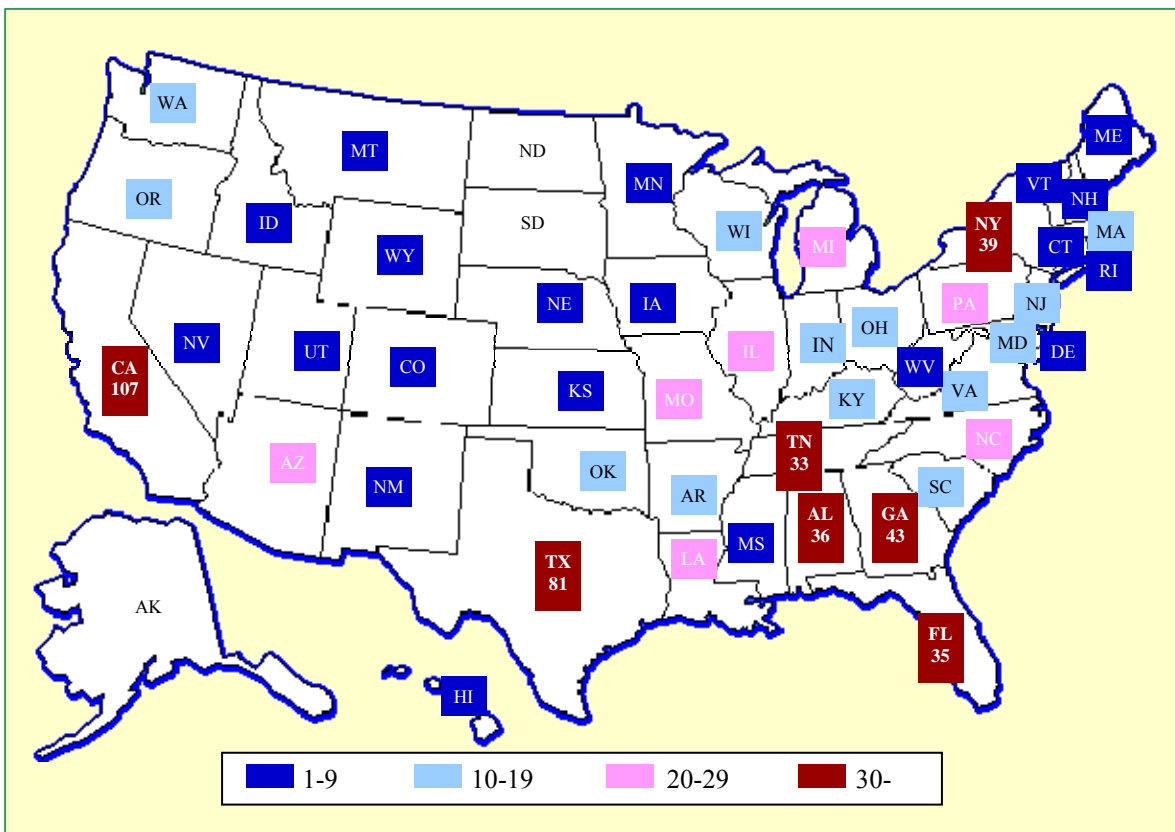 WA
MT
ND
MN
ME
OR
ID
SD
WI
MI
NY
39
VT
NH
MA
WY
CT
RI
NE
IA
PA
NJ
NV
UT
CO
IL
IN
OH
MD
DE
CA
107
KS
MO
WV
KY
VA
AZ
TN
33
NC
NM
OK
AR
SC
TX
81
LA
MS
AL
36
GA
43
AK
FL
35
HI
1-9 10-19 20-29 30-